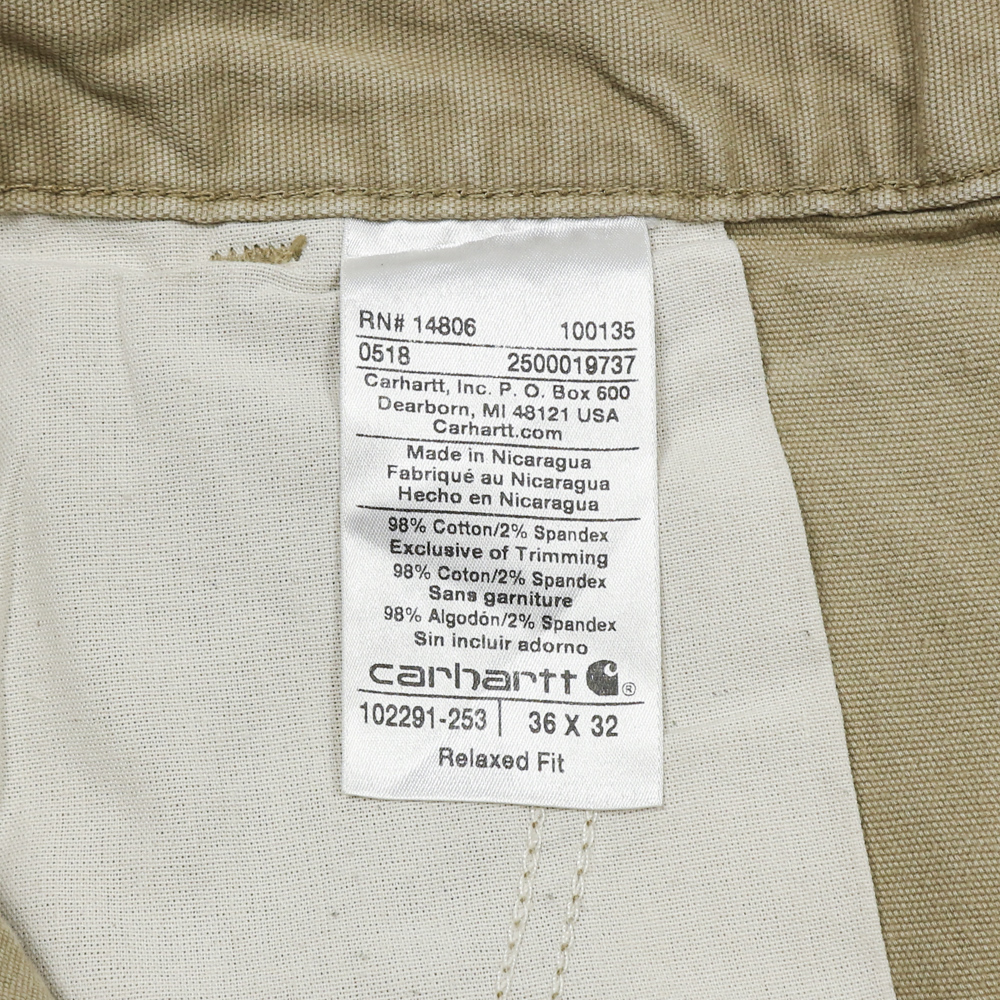 RN# 14806 100135
0518 2500019737
Carhartt, Inc. P. O. Box 600
Dearborn, MI 48121 USA
Carhartt.com
Made in Nicaragua
Fabriqué au Nicaragua
Hecho en Nicaragua
98% Cotton/2% Spandex
Exclusive of Trimming
98% Coton/2% Spandex
Sans garniture
98% Algodón/2% Spandex
Sin incluir adorno
carhartt ®
102291-253 | 36 X 32
Relaxed Fit